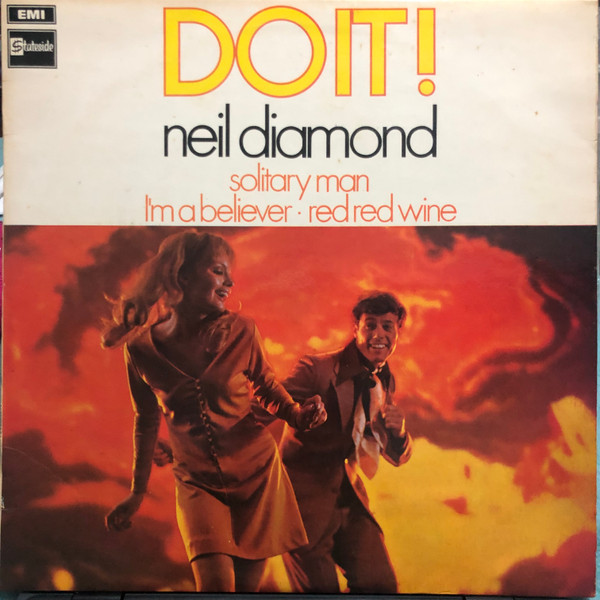 EMI
Stateside
DO IT!
neil diamond
solitary man
I'm a believer · red red wine